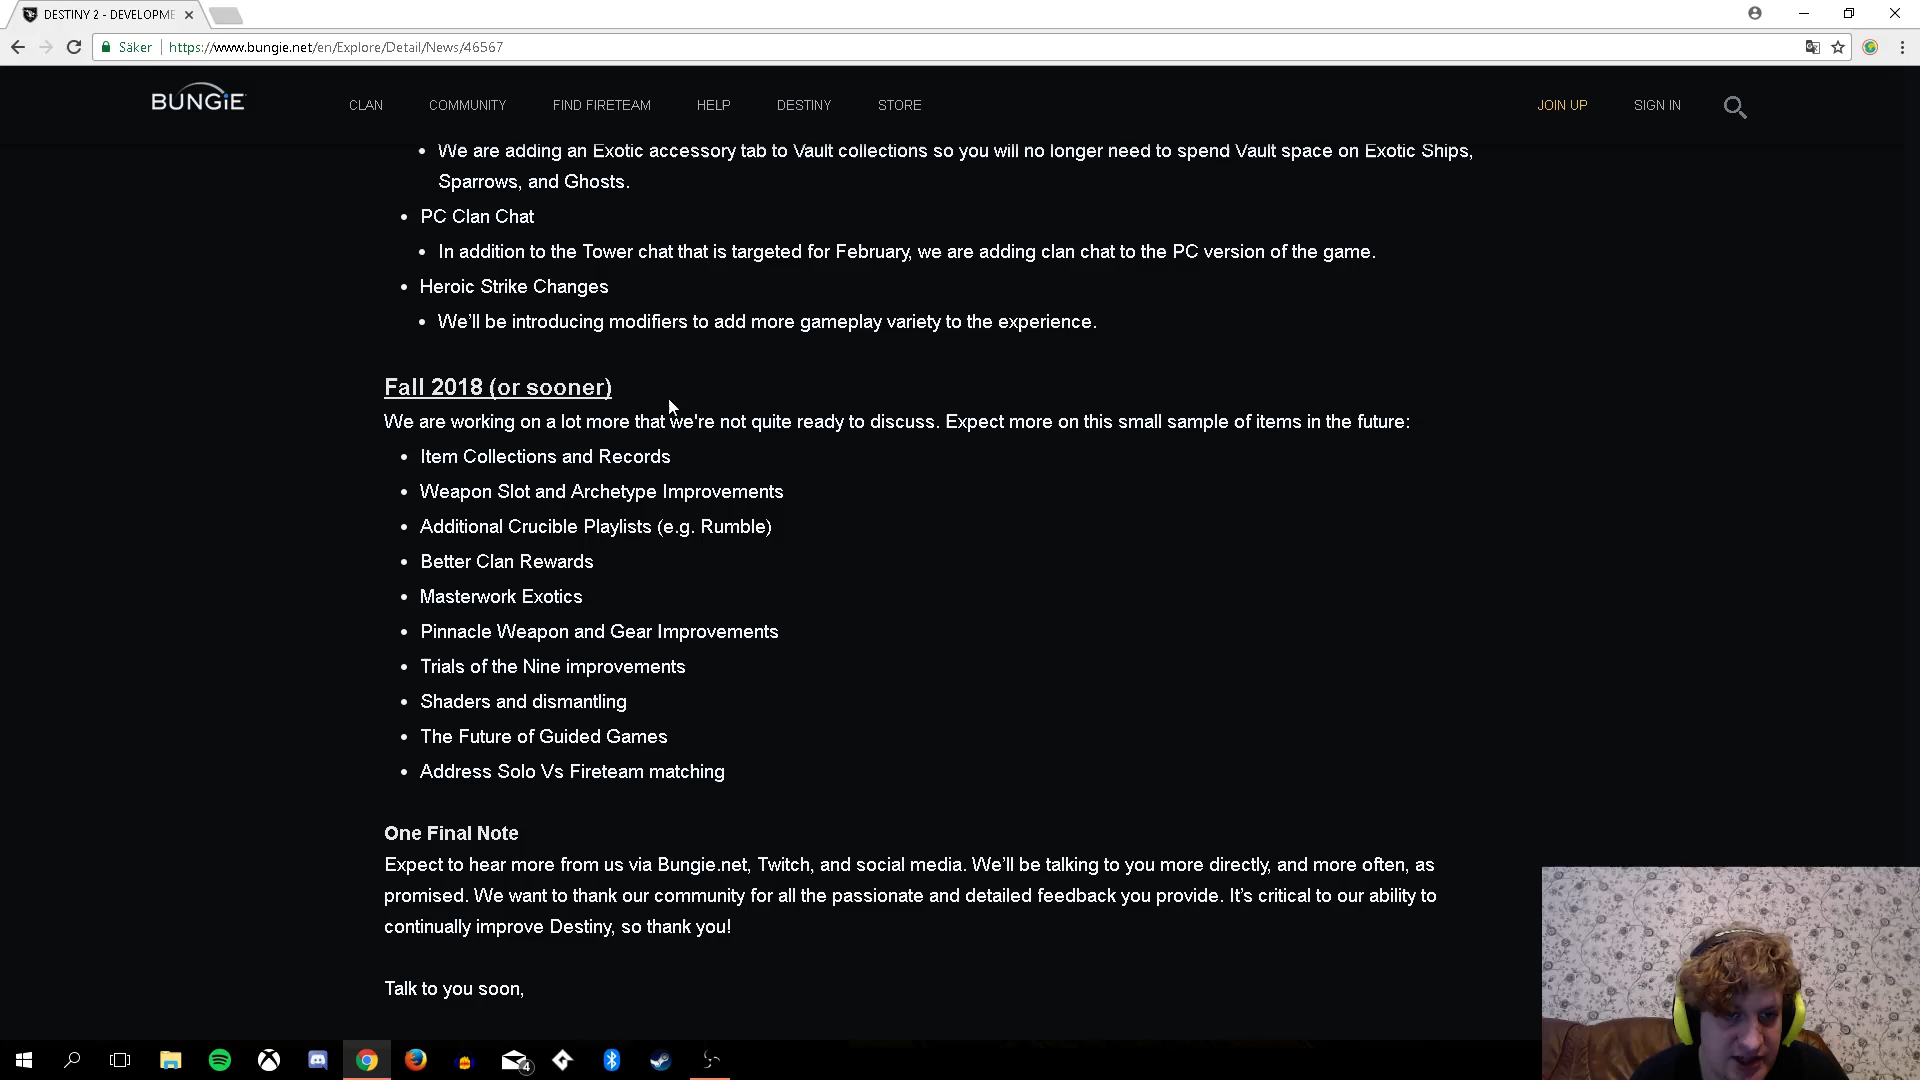 DESTINY 2 - DEVELOPME
Säker
https://www.bungie.net/en/Explore/Detail/News/46567
BUNGiE
CLAN
COMMUNITY
FIND FIRETEAM
HELP
DESTINY
STORE
JOIN UP
SIGN IN
• We are adding an Exotic accessory tab to Vault collections so you will no longer need to spend Vault space on Exotic Ships,
Sparrows, and Ghosts.
• PC Clan Chat
• In addition to the Tower chat that is targeted for February, we are adding clan chat to the PC version of the game.
• Heroic Strike Changes
• We’ll be introducing modifiers to add more gameplay variety to the experience.
Fall 2018 (or sooner)
We are working on a lot more that we're not quite ready to discuss. Expect more on this small sample of items in the future:
• Item Collections and Records
• Weapon Slot and Archetype Improvements
• Additional Crucible Playlists (e.g. Rumble)
• Better Clan Rewards
• Masterwork Exotics
• Pinnacle Weapon and Gear Improvements
• Trials of the Nine improvements
• Shaders and dismantling
• The Future of Guided Games
• Address Solo Vs Fireteam matching
One Final Note
Expect to hear more from us via Bungie.net, Twitch, and social media. We’ll be talking to you more directly, and more often, as
promised. We want to thank our community for all the passionate and detailed feedback you provide. It’s critical to our ability to
continually improve Destiny, so thank you!
Talk to you soon,
4